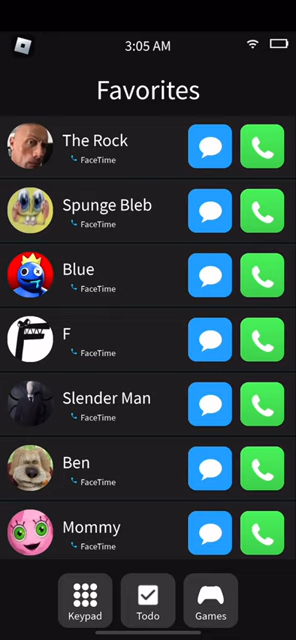 3:05 AM
Favorites
The Rock
FaceTime
Spunge Bleb
FaceTime
Blue
FaceTime
F
FaceTime
Slender Man
FaceTime
Ben
FaceTime
Mommy
FaceTime
Keypad
Todo
Games